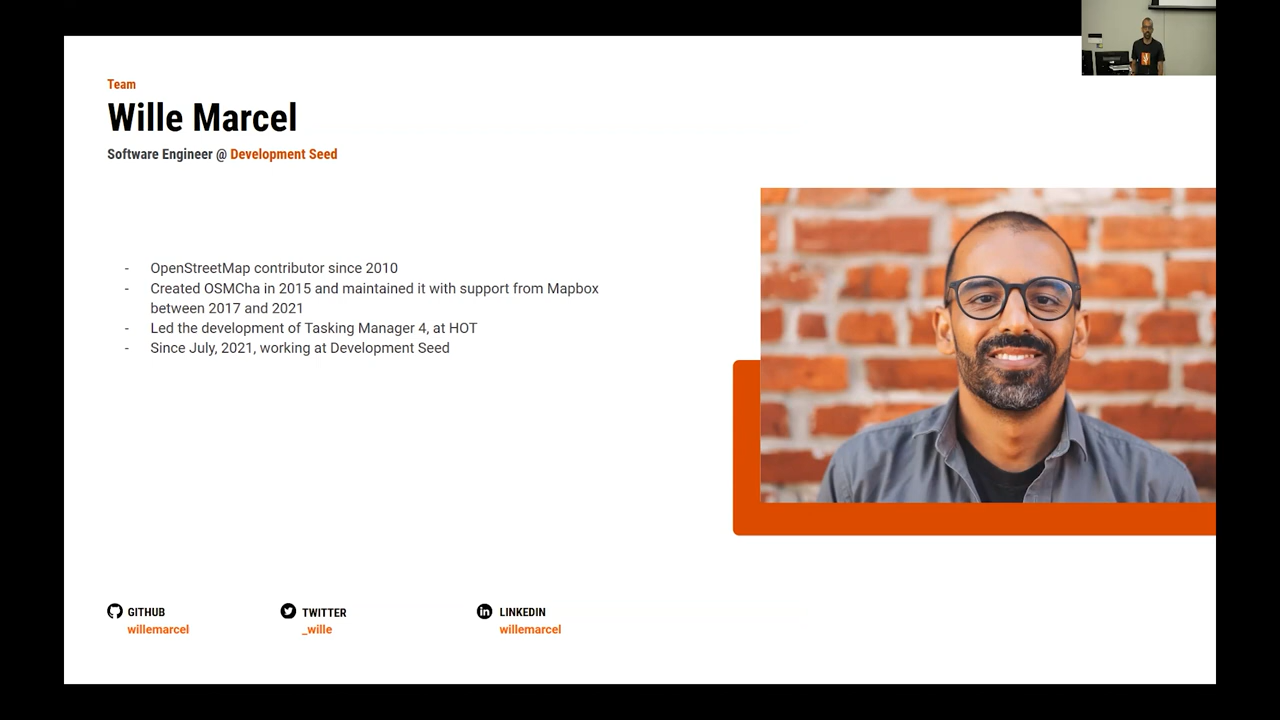 Team
Wille Marcel
Software Engineer @ Development Seed
- OpenStreetMap contributor since 2010
- Created OSMCha in 2015 and maintained it with support from Mapbox
between 2017 and 2021
- Led the development of Tasking Manager 4, at HOT
- Since July, 2021, working at Development Seed
GITHUB
willemarcel
TWITTER
_wille
LINKEDIN
willemarcel